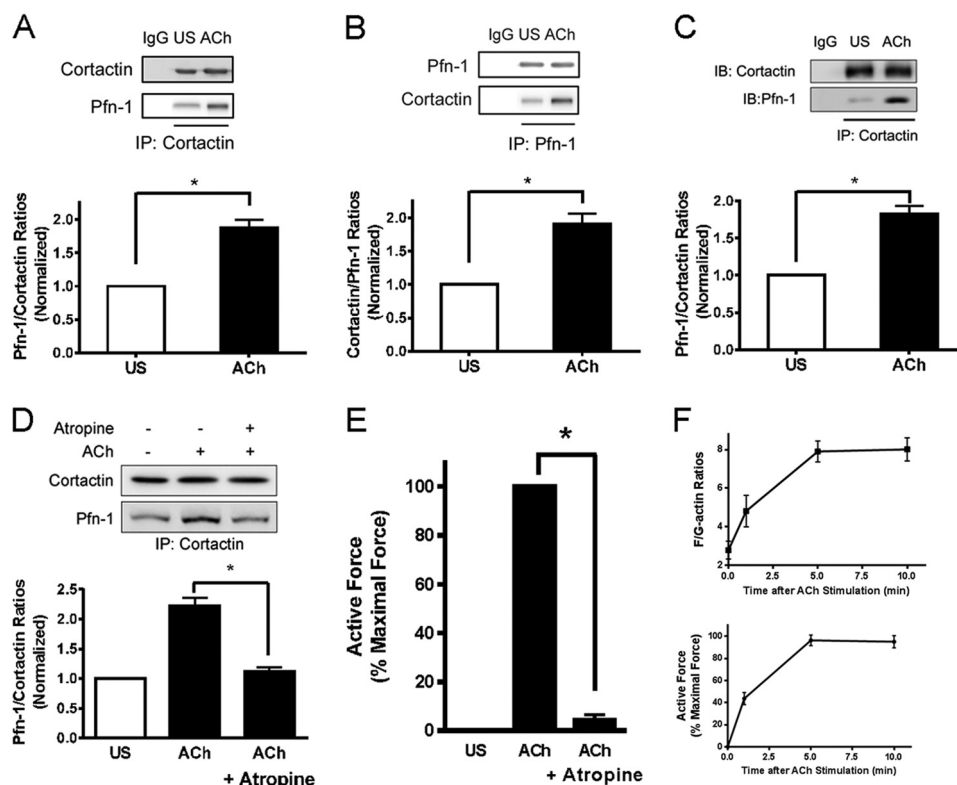 A
IgG US ACh
Cortactin
Pfn-1
IP: Cortactin
Pfn-1/Cortactin Ratios
(Normalized)
2.0
1.5
1.0
0.5
0.0
*
US
ACh
B
IgG US ACh
Pfn-1
Cortactin
IP: Pfn-1
Cortactin/Pfn-1 Ratios
(Normalized)
2.0
1.5
1.0
0.5
0.0
*
US
ACh
C
IgG US ACh
IB: Cortactin
IB:Pfn-1
IP: Cortactin
Pfn-1/Cortactin Ratios
(Normalized)
2.0
1.5
1.0
0.5
0.0
*
US
ACh
D
Atropine - - +
ACh - + +
Cortactin
Pfn-1
IP: Cortactin
Pfn-1/Cortactin Ratios
(Normalized)
2.5
2.0
1.5
1.0
0.5
0.0
*
US
ACh
ACh
+ Atropine
E
Active Force
(% Maximal Force)
100
80
60
40
20
0
*
US
ACh
ACh
+ Atropine
F
F/G-actin Ratios
8
6
4
2
0.0 2.5 5.0 7.5 10.0
Time after ACh Stimulation (min)
Active Force
(% Maximal Force)
100
80
60
40
20
0
0.0 2.5 5.0 7.5 10.0
Time after ACh Stimulation (min)